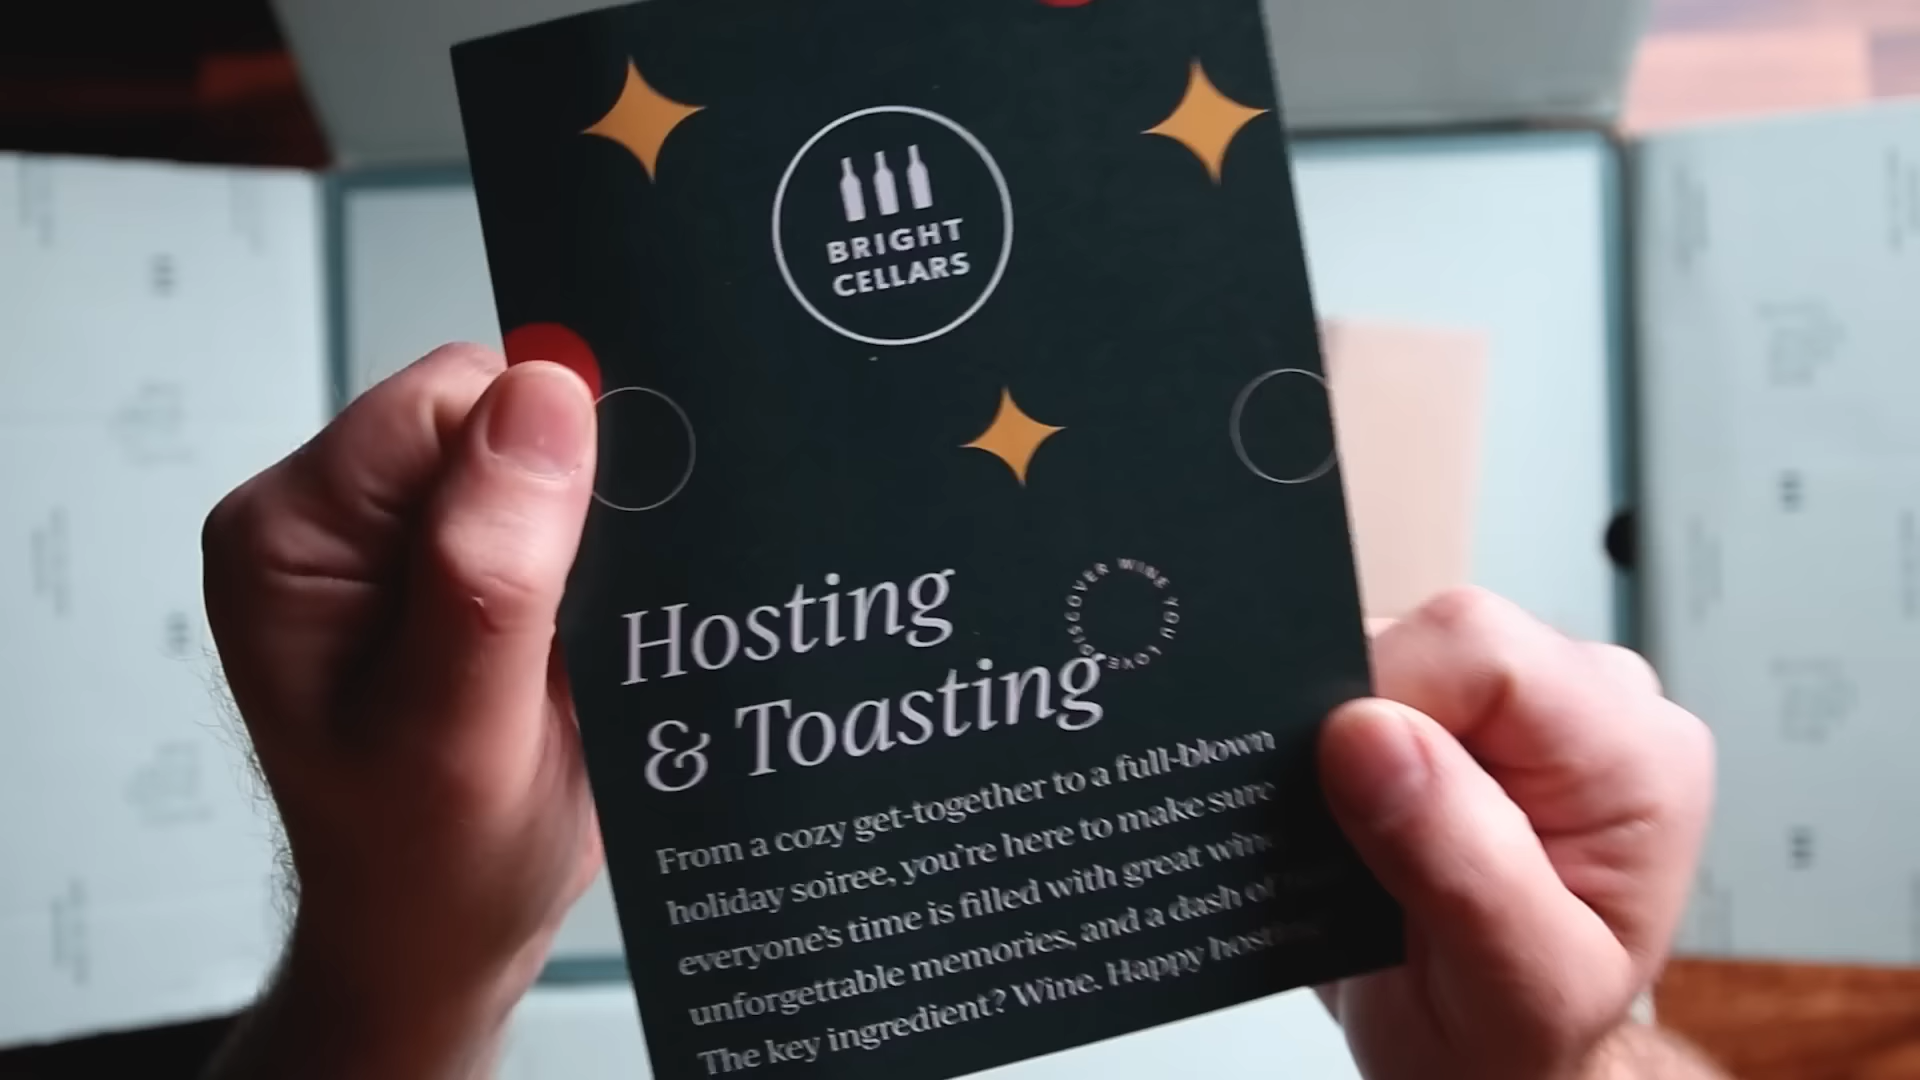 BRIGHT
CELLARS
Hosting
& Toasting
DISCOVER WINE YOU LOVE
From a cozy get-together to a full-blown
holiday soiree, you're here to make sure
everyone's time is filled with great wine
unforgettable memories, and a dash of
The key ingredient? Wine. Happy hosting